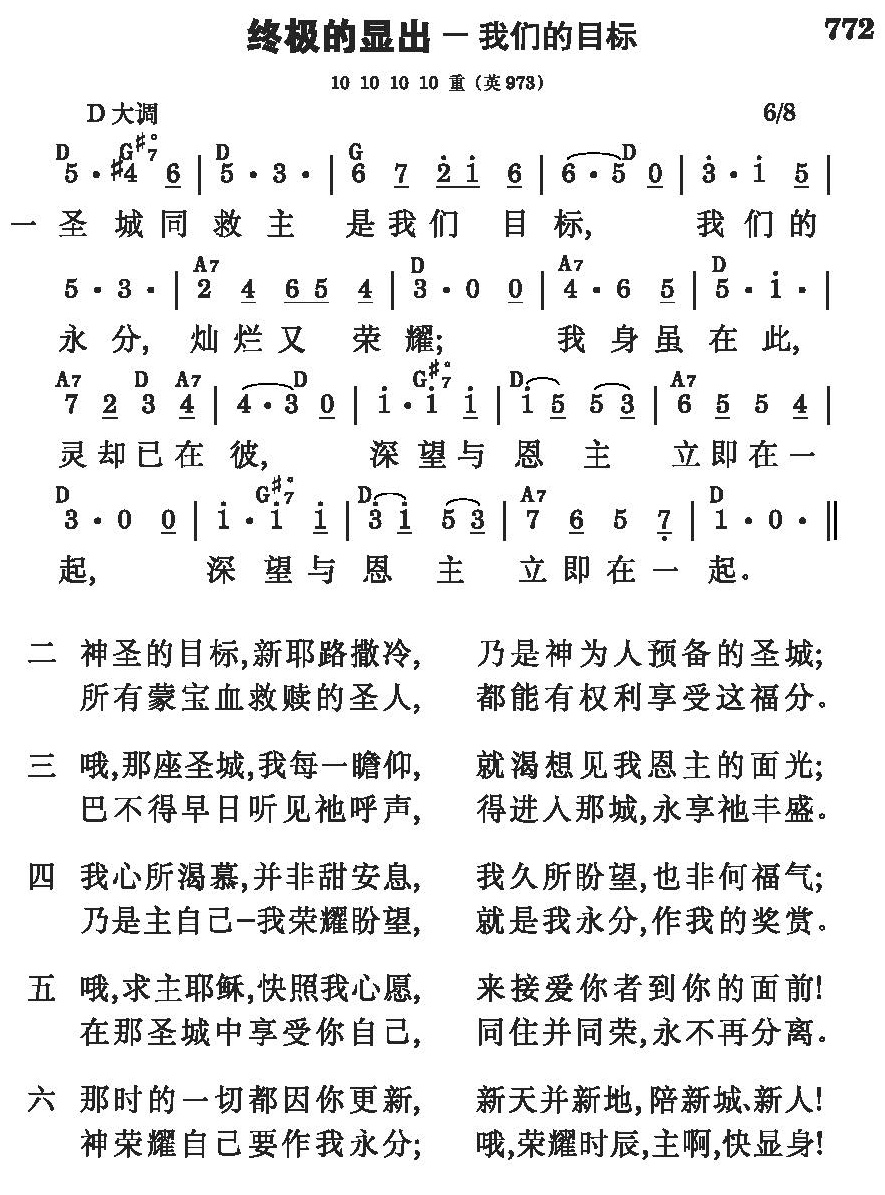 终极的显出－我们的目标 772
10 10 10 10 重（英973）
D大调 6/8
D G♯°7 D G D
5・♯4 6 | 5・3・ | 6 7 2̇ 1̇ 6 | 6・5 0 | 3̇・1̇ 5 |
一 圣城同救主 是我们目标, 我们的
A7 D A7 D
5・3・ | 2 4 6 5 4 | 3・0 0 | 4・6 5 | 5・1̇・ |
永分, 灿烂又荣耀; 我身虽在此,
A7 D A7 D G♯°7 D A7
7 2 3 4 | 4・3 0 | 1̇・1̇ 1̇ | 1̇ 5 5 3 | 6 5 5 4 |
灵却已在彼, 深望与恩主立即在一
D G♯°7 D A7 D
3・0 0 | 1̇・1̇ 1̇ | 3̇ 1̇ 5 3 | 7 6 5 7̣ | 1・0・ ‖
起, 深望与恩主立即在一起。
二 神圣的目标,新耶路撒冷, 乃是神为人预备的圣城;
所有蒙宝血救赎的圣人, 都能有权利享受这福分。
三 哦,那座圣城,我每一瞻仰, 就渴想见我恩主的面光;
巴不得早日听见祂呼声, 得进入那城,永享祂丰盛。
四 我心所渴慕,并非甜安息, 我久所盼望,也非何福气;
乃是主自己－我荣耀盼望, 就是我永分,作我的奖赏。
五 哦,求主耶稣,快照我心愿, 来接爱你者到你的面前!
在那圣城中享受你自己, 同住并同荣,永不再分离。
六 那时的一切都因你更新, 新天并新地,陪新城、新人!
神荣耀自己要作我永分; 哦,荣耀时辰,主啊,快显身!